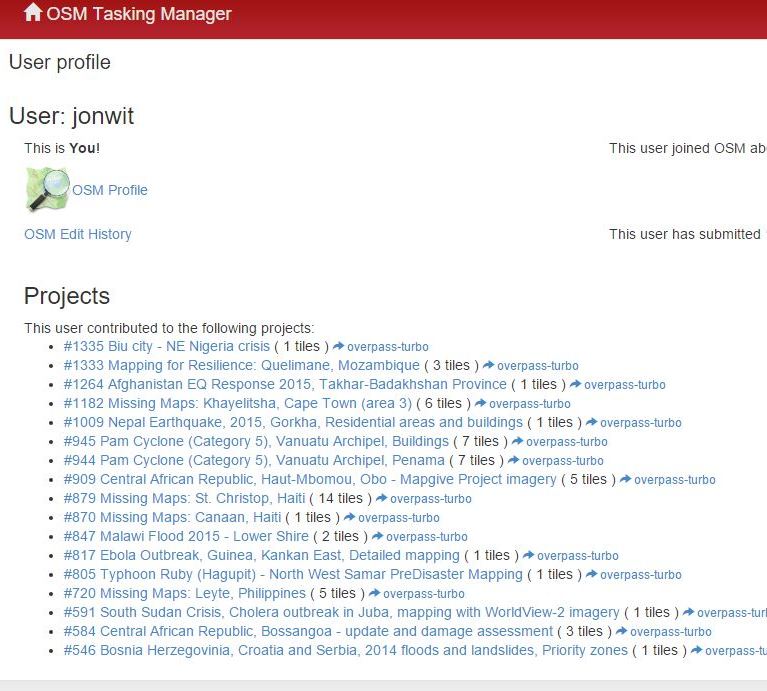 OSM Tasking Manager
User profile
User: jonwit
This is You!
This user joined OSM
OSM Profile
OSM Edit History
This user has submitted
Projects
This user contributed to the following projects:
#1335 Biu city - NE Nigeria crisis ( 1 tiles ) overpass-turbo
#1333 Mapping for Resilience: Quelimane, Mozambique ( 3 tiles ) overpass-turbo
#1264 Afghanistan EQ Response 2015, Takhar-Badakhshan Province ( 1 tiles ) overpass-turbo
#1182 Missing Maps: Khayelitsha, Cape Town (area 3) ( 6 tiles ) overpass-turbo
#1009 Nepal Earthquake, 2015, Gorkha, Residential areas and buildings ( 1 tiles ) overpass-turbo
#945 Pam Cyclone (Category 5), Vanuatu Archipel, Buildings ( 7 tiles ) overpass-turbo
#944 Pam Cyclone (Category 5), Vanuatu Archipel, Penama ( 7 tiles ) overpass-turbo
#909 Central African Republic, Haut-Mbomou, Obo - Mapgive Project imagery ( 5 tiles ) overpass-turbo
#879 Missing Maps: St. Christop, Haiti ( 14 tiles ) overpass-turbo
#870 Missing Maps: Canaan, Haiti ( 1 tiles ) overpass-turbo
#847 Malawi Flood 2015 - Lower Shire ( 2 tiles ) overpass-turbo
#817 Ebola Outbreak, Guinea, Kankan East, Detailed mapping ( 1 tiles ) overpass-turbo
#805 Typhoon Ruby (Hagupit) - North West Samar PreDisaster Mapping ( 1 tiles ) overpass-turbo
#720 Missing Maps: Leyte, Philippines ( 5 tiles ) overpass-turbo
#591 South Sudan Crisis, Cholera outbreak in Juba, mapping with WorldView-2 imagery ( 1 tiles )
#584 Central African Republic, Bossangoa - update and damage assessment ( 3 tiles ) overpass-turbo
#546 Bosnia Herzegovinia, Croatia and Serbia, 2014 floods and landslides, Priority zones ( 1 tiles )